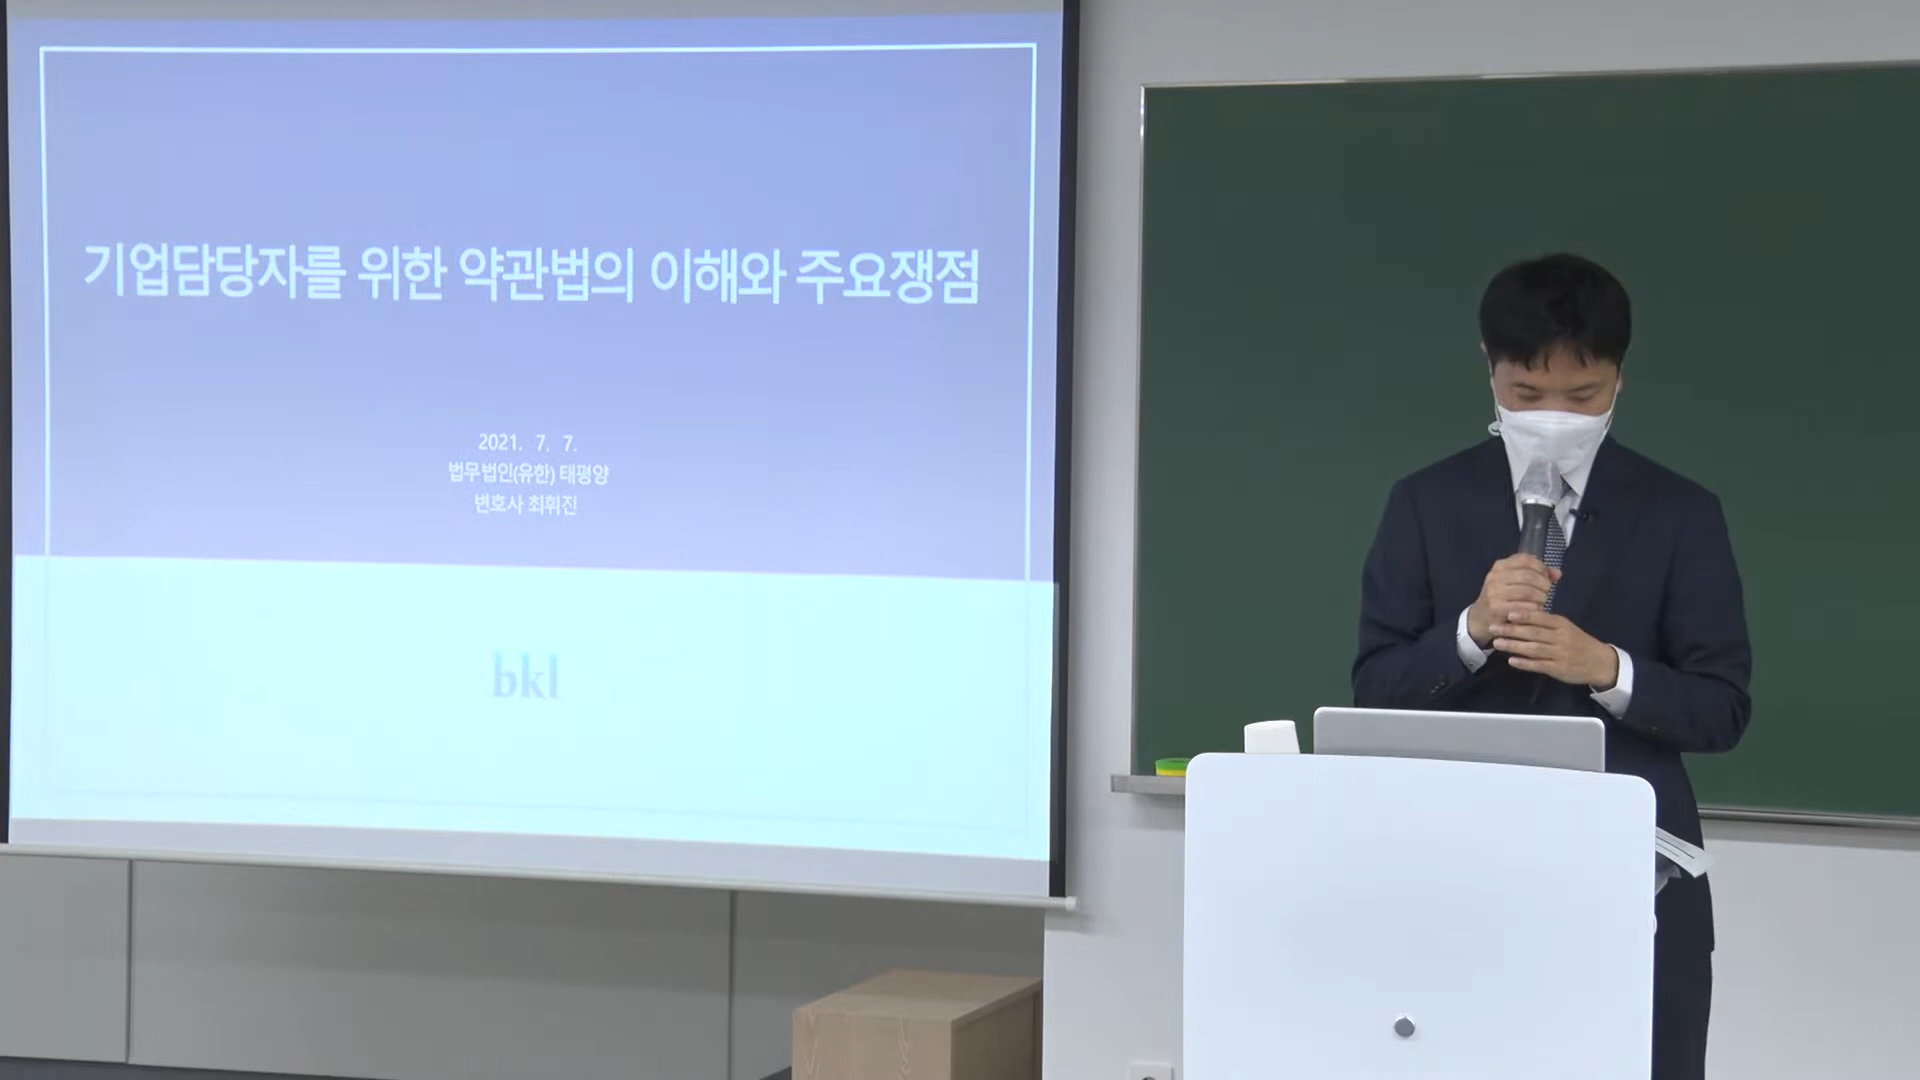 기업담당자를 위한 약관법의 이해와 주요쟁점
2021. 7. 7.
법무법인(유한) 태평양
변호사 최휘진
bkl